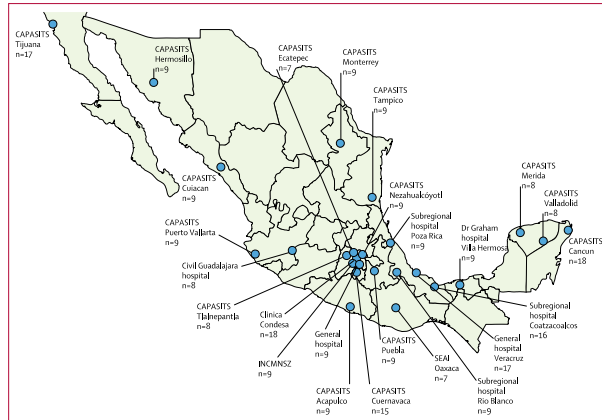 CAPASITS
Tijuana
n=17
CAPASITS
Hermosillo
n=9
CAPASITS
Ecatepec
n=7
CAPASITS
Monterrey
n=9
CAPASITS
Tampico
n=9
CAPASITS
Cuiacan
n=9
CAPASITS
Nezahualcóyotl
n=9
CAPASITS
Merida
n=8
CAPASITS
Valladolid
n=8
CAPASITS
Puerto Vallarta
n=9
Subregional
hospital
Poza Rica
n=9
CAPASITS
Cancun
n=18
Civil Guadalajara
hospital
n=8
Dr Graham
hospital
Villa Hermosa
n=9
CAPASITS
Tlalnepantla
n=8
Clinica
Condesa
n=18
General
hospital
n=9
CAPASITS
Puebla
n=9
Subregional
hospital
Coatzacoalcos
n=16
INCMNSZ
n=9
SEAI
Oaxaca
n=7
General
hospital
Veracruz
n=17
CAPASITS
Acapulco
n=9
CAPASITS
Cuernavaca
n=15
Subregional
hospital
Rio Blanco
n=9